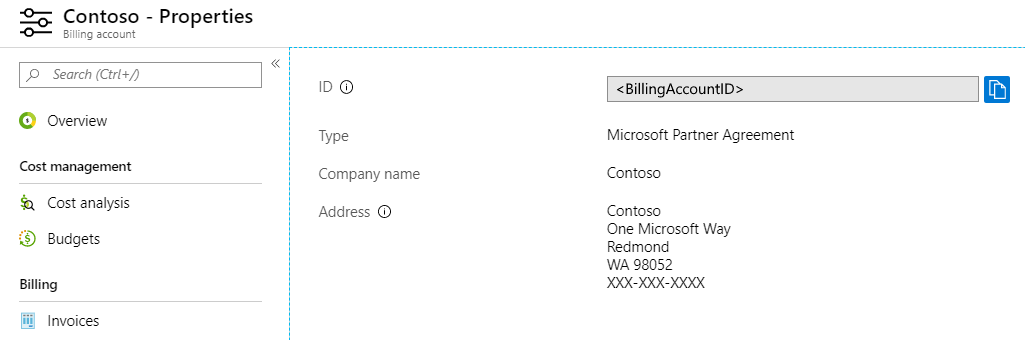 Contoso - Properties
Billing account
Search (Ctrl+/)
«
Overview
Cost management
Cost analysis
Budgets
Billing
Invoices
ID
<BillingAccountID>
Type
Microsoft Partner Agreement
Company name
Contoso
Address
Contoso
One Microsoft Way
Redmond
WA 98052
XXX-XXX-XXXX